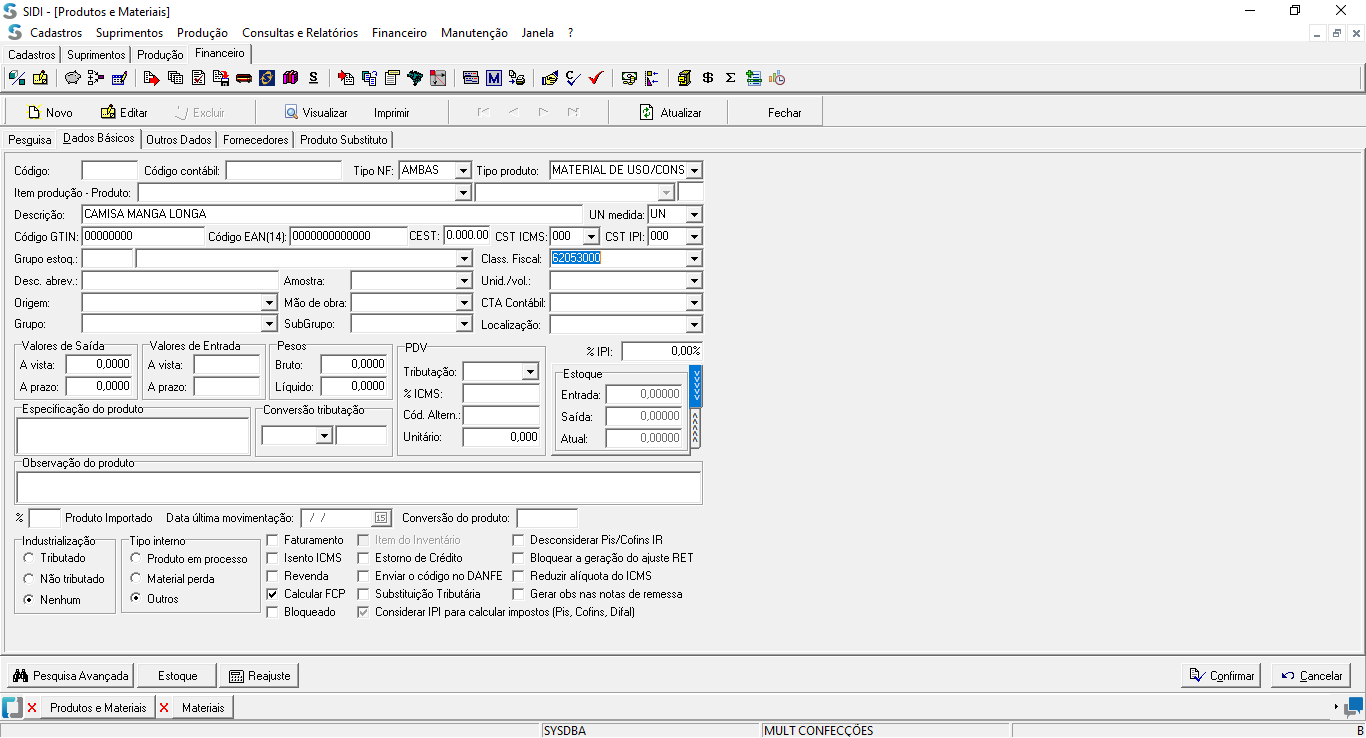 SIDI - [Produtos e Materiais]
Cadastros Suprimentos Produção Consultas e Relatórios Financeiro Manutenção Janela ?
Cadastros Suprimentos Produção Financeiro
Novo Editar Excluir Visualizar Imprimir Atualizar Fechar
Pesquisa Dados Básicos Outros Dados Fornecedores Produto Substituto
Código: Código contábil: Tipo NF: AMBAS Tipo produto: MATERIAL DE USO/CONS
Item produção - Produto:
Descrição: CAMISA MANGA LONGA UN medida: UN
Código GTIN: 00000000 Código EAN(14): 0000000000000 CEST: 0.000.00 CST ICMS: 000 CST IPI: 000
Grupo estoq.: Class. Fiscal: 62053000
Desc. abrev.: Amostra: Unid./vol.:
Origem: Mão de obra: CTA Contábil:
Grupo: SubGrupo: Localização:
Valores de Saída Valores de Entrada Pesos PDV % IPI: 0,00%
A vista: 0,0000 A vista: Bruto: 0,0000 Tributação: Estoque
A prazo: 0,0000 A prazo: Líquido: 0,0000 % ICMS: Entrada: 0,00000
Especificação do produto Conversão tributação Cód. Altern.: Saída: 0,00000
Unitário: 0,000 Atual: 0,00000
Observação do produto
% Produto Importado Data última movimentação: / / 15 Conversão do produto:
Industrialização Tipo interno Faturamento Item do Inventário Desconsiderar Pis/Cofins IR
Tributado Produto em processo Isento ICMS Estorno de Crédito Bloquear a geração do ajuste RET
Não tributado Material perda Revenda Enviar o código no DANFE Reduzir alíquota do ICMS
Nenhum Outros Calcular FCP Substituição Tributária Gerar obs nas notas de remessa
Bloqueado Considerar IPI para calcular impostos (Pis, Cofins, Difal)
Pesquisa Avançada Estoque Reajuste Confirmar Cancelar
Produtos e Materiais Materiais
SYSDBA MULT CONFECÇÕES B